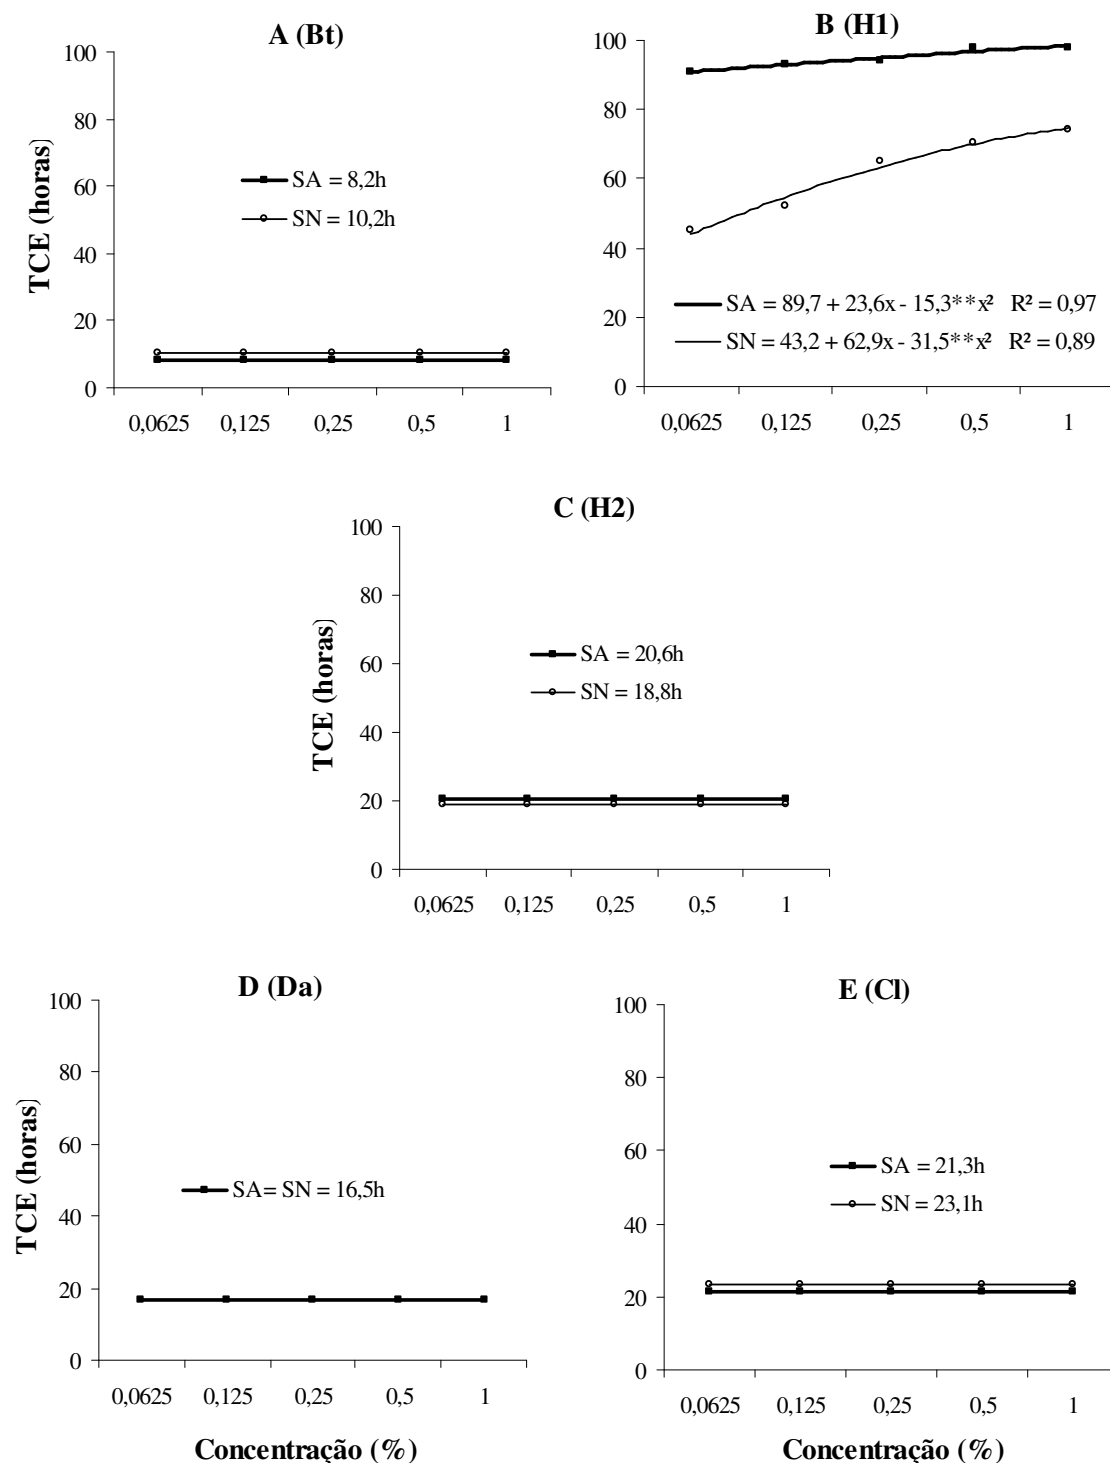 A (Bt)
TCE (horas)
100
80
60
40
20
0
SA = 8,2h
SN = 10,2h
0,0625 0,125 0,25 0,5 1
B (H1)
100
80
60
40
20
0
SA = 89,7 + 23,6x - 15,3**x² R² = 0,97
SN = 43,2 + 62,9x - 31,5**x² R² = 0,89
0,0625 0,125 0,25 0,5 1
C (H2)
TCE (horas)
100
80
60
40
20
0
SA = 20,6h
SN = 18,8h
0,0625 0,125 0,25 0,5 1
D (Da)
TCE (horas)
100
80
60
40
20
0
SA= SN = 16,5h
0,0625 0,125 0,25 0,5 1
Concentração (%)
E (Cl)
100
80
60
40
20
0
SA = 21,3h
SN = 23,1h
0,0625 0,125 0,25 0,5 1
Concentração (%)